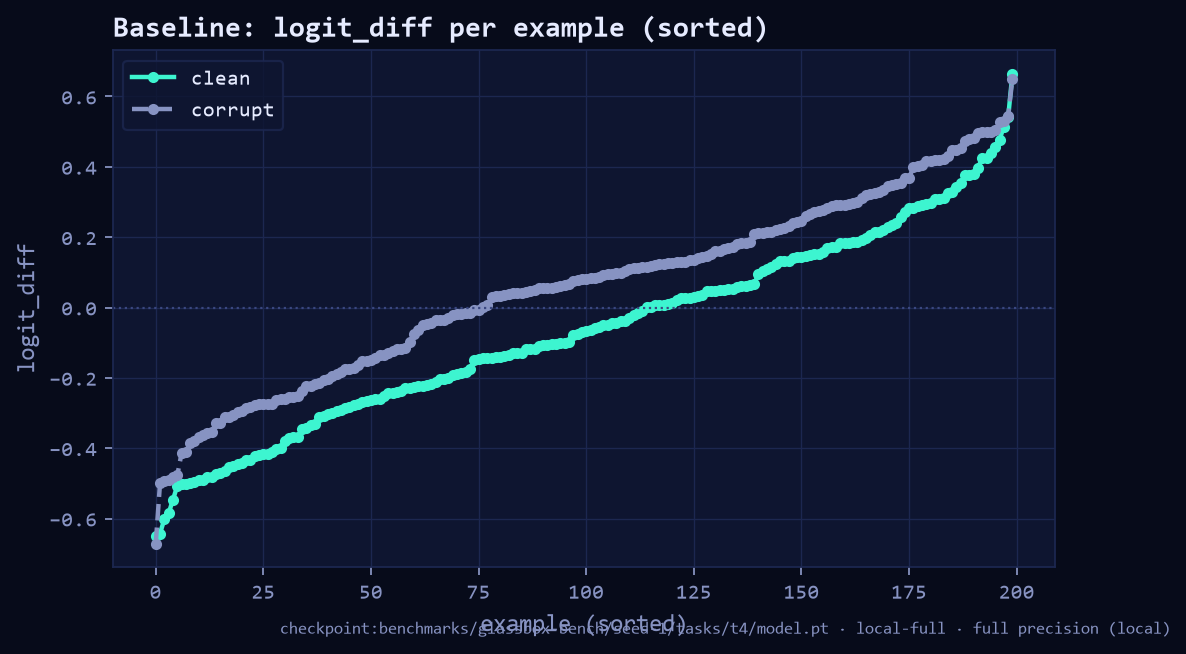 Baseline: logit_diff per example (sorted)
clean
corrupt
logit_diff
0.6
0.4
0.2
0.0
−0.2
−0.4
−0.6
0 25 50 75 100 125 150 175 200
example (sorted)
checkpoint:benchmarks/glassbox-bench/seed-1/tasks/t4/model.pt · local-full · full precision (local)